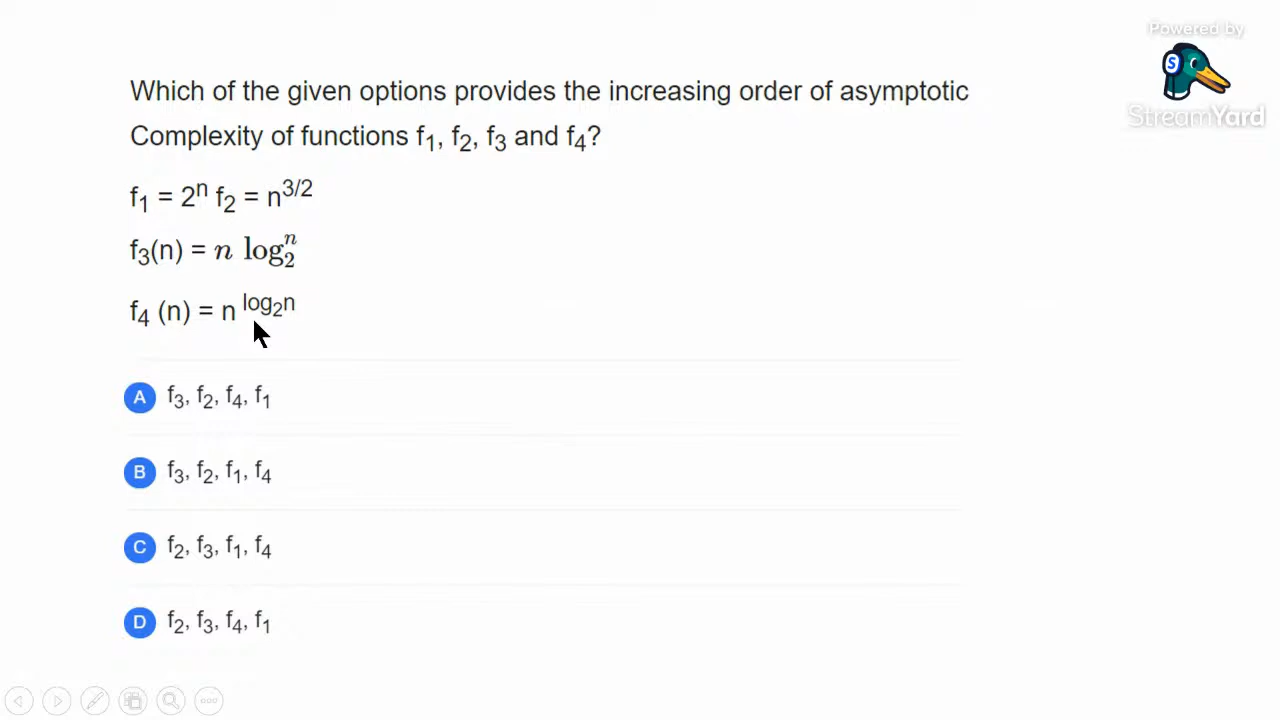 Powered by
S
StreamYard
Which of the given options provides the increasing order of asymptotic
Complexity of functions f₁, f₂, f₃ and f₄?
f₁ = 2ⁿ f₂ = n^{3/2}
f₃(n) = n log₂ⁿ
f₄ (n) = n^{log₂n}
A f₃, f₂, f₄, f₁
B f₃, f₂, f₁, f₄
C f₂, f₃, f₁, f₄
D f₂, f₃, f₄, f₁